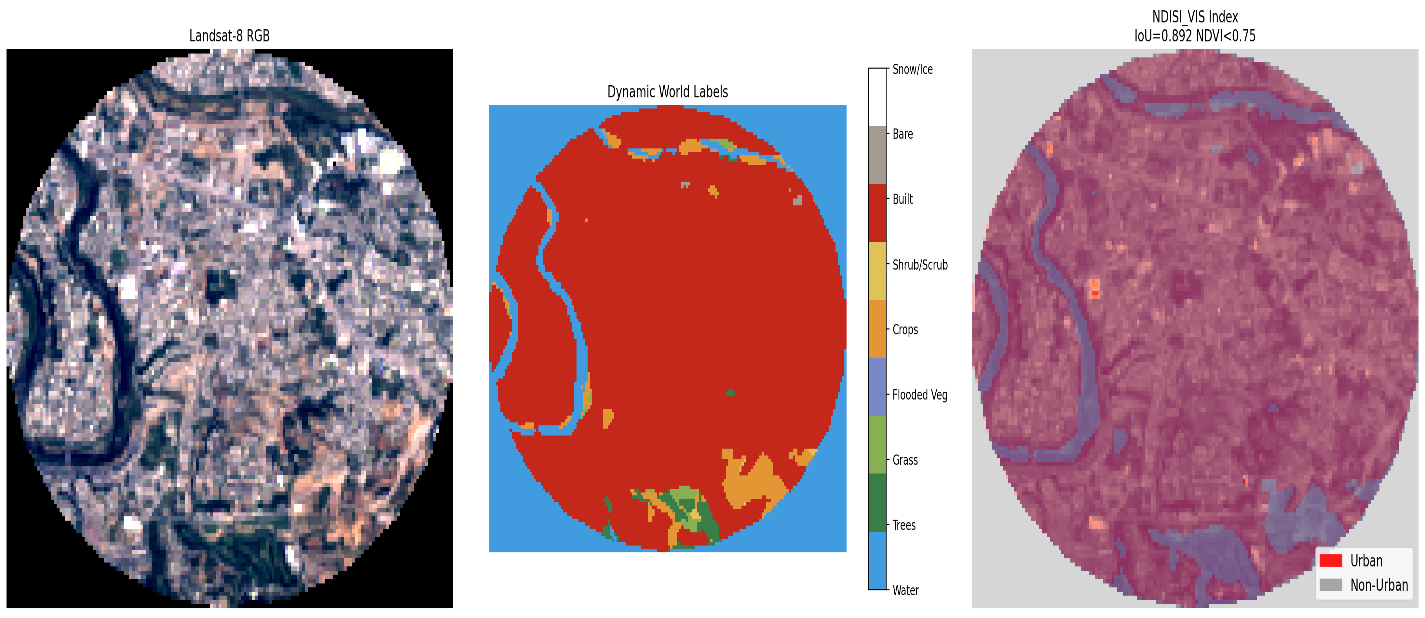 Landsat-8 RGB
Dynamic World Labels
Snow/Ice
Bare
Built
Shrub/Scrub
Crops
Flooded Veg
Grass
Trees
Water
NDISI_VIS Index
IoU=0.892 NDVI<0.75
Urban
Non-Urban